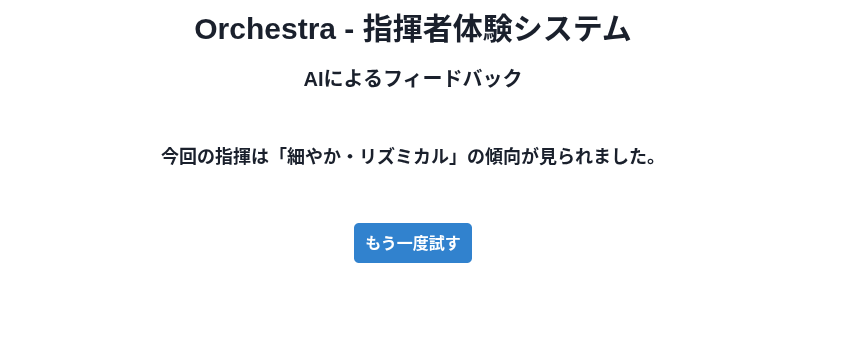 Orchestra - 指揮者体験システム
AIによるフィードバック
今回の指揮は「細やか・リズミカル」の傾向が見られました。
もう一度試す